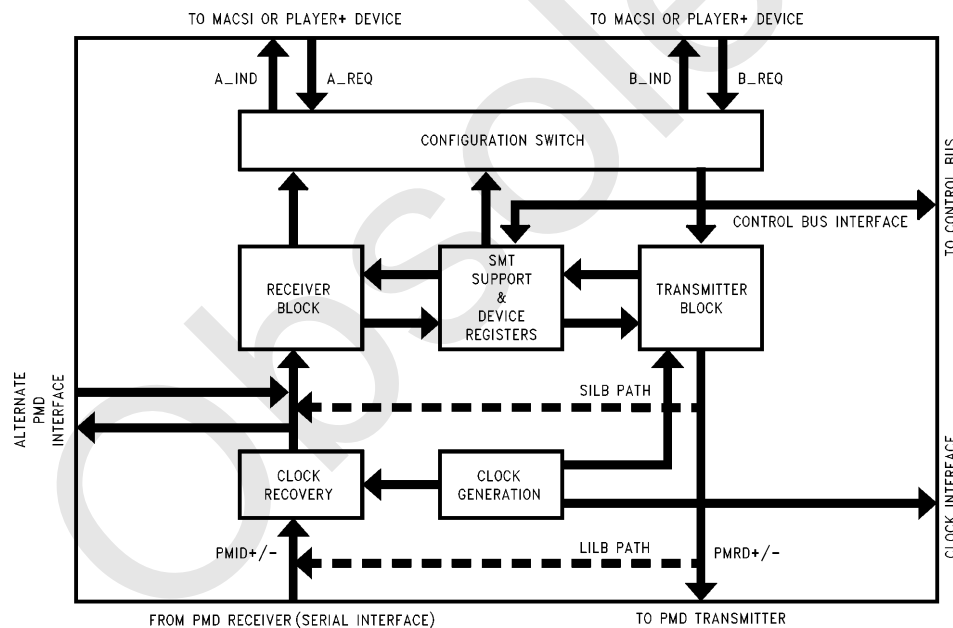 TO MACSI OR PLAYER+ DEVICE
TO MACSI OR PLAYER+ DEVICE
A_IND
A_REQ
B_IND
B_REQ
CONFIGURATION SWITCH
TO CONTROL BUS
CONTROL BUS INTERFACE
RECEIVER
BLOCK
SMT
SUPPORT
&
DEVICE
REGISTERS
TRANSMITTER
BLOCK
ALTERNATE
PMD
INTERFACE
SILB PATH
CLOCK
RECOVERY
CLOCK
GENERATION
CLOCK INTERFACE
PMID+/-
LILB PATH
PMRD+/-
FROM PMD RECEIVER (SERIAL INTERFACE)
TO PMD TRANSMITTER
Obsole